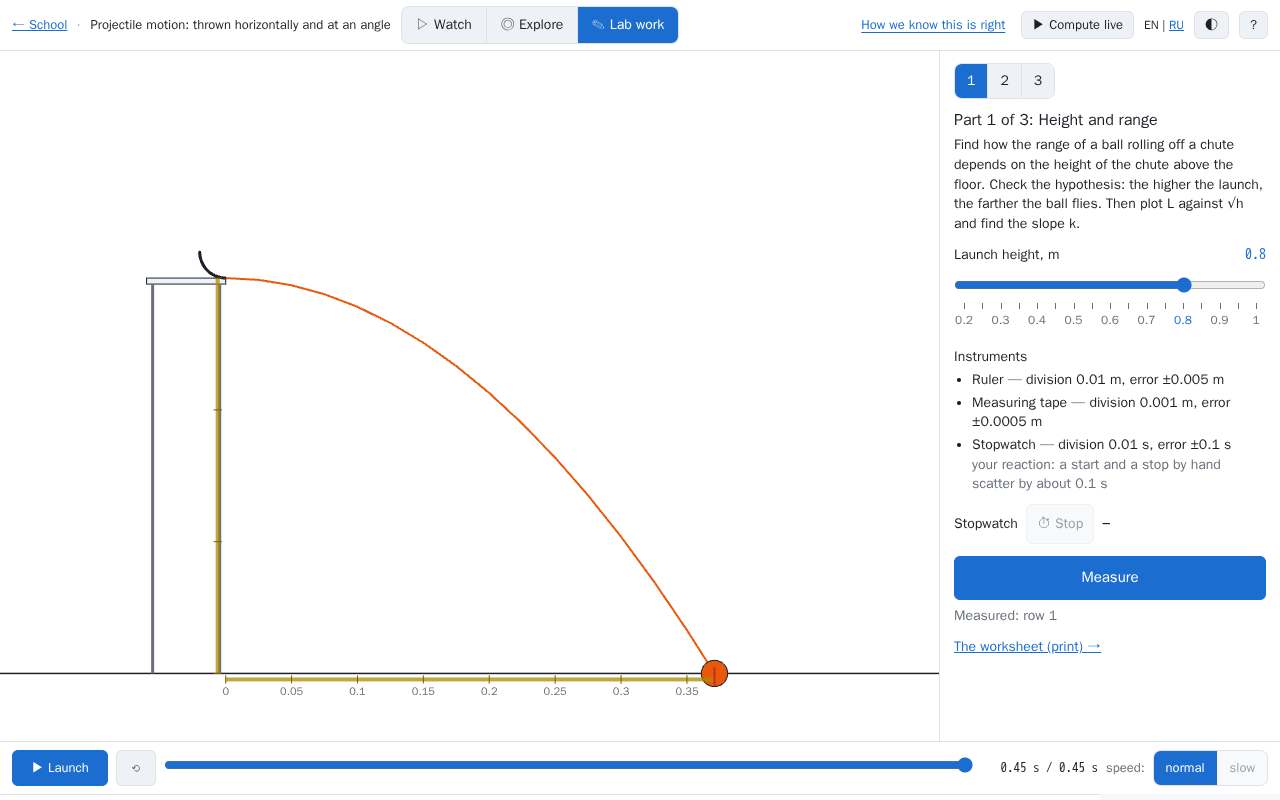 ← School · Projectile motion: thrown horizontally and at an angle ▷ Watch ◎ Explore ✎ Lab work How we know this is right ▶ Compute live EN | RU ◐ ?
1 2 3
Part 1 of 3: Height and range
Find how the range of a ball rolling off a chute
depends on the height of the chute above the
floor. Check the hypothesis: the higher the launch,
the farther the ball flies. Then plot L against √h
and find the slope k.
Launch height, m 0.8
0.2 0.3 0.4 0.5 0.6 0.7 0.8 0.9 1
Instruments
• Ruler — division 0.01 m, error ±0.005 m
• Measuring tape — division 0.001 m, error
±0.0005 m
• Stopwatch — division 0.01 s, error ±0.1 s
your reaction: a start and a stop by hand
scatter by about 0.1 s
Stopwatch ⏱ Stop –
Measure
Measured: row 1
The worksheet (print) →
0 0.05 0.1 0.15 0.2 0.25 0.3 0.35
▶ Launch ⟲ 0.45 s / 0.45 s speed: normal slow